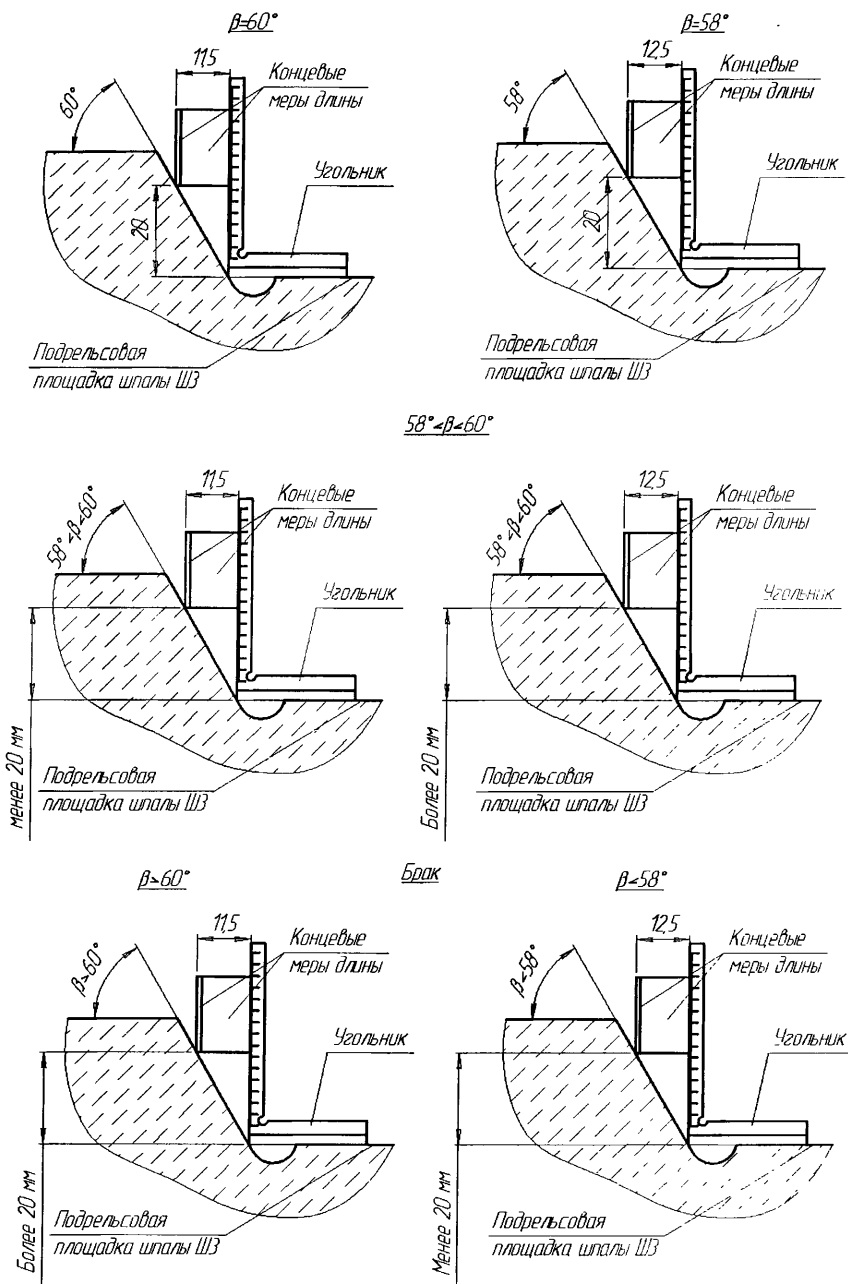 β=60°
11,5
Концевые
меры длины
60°
Угольник
20
Подрельсовая
площадка шпалы Ш3
β=58°
12,5
Концевые
меры длины
58°
Угольник
20
Подрельсовая
площадка шпалы Ш3
58°<β<60°
11,5
Концевые
меры длины
58°<β<60°
Угольник
менее 20 мм
Подрельсовая
площадка шпалы Ш3
12,5
Концевые
меры длины
58°<β<60°
Угольник
Более 20 мм
Подрельсовая
площадка шпалы Ш3
Брак
β>60°
11,5
Концевые
меры длины
β>60°
Угольник
Более 20 мм
Подрельсовая
площадка шпалы Ш3
β<58°
12,5
Концевые
меры длины
β<58°
Угольник
Менее 20 мм
Подрельсовая
площадка шпалы Ш3